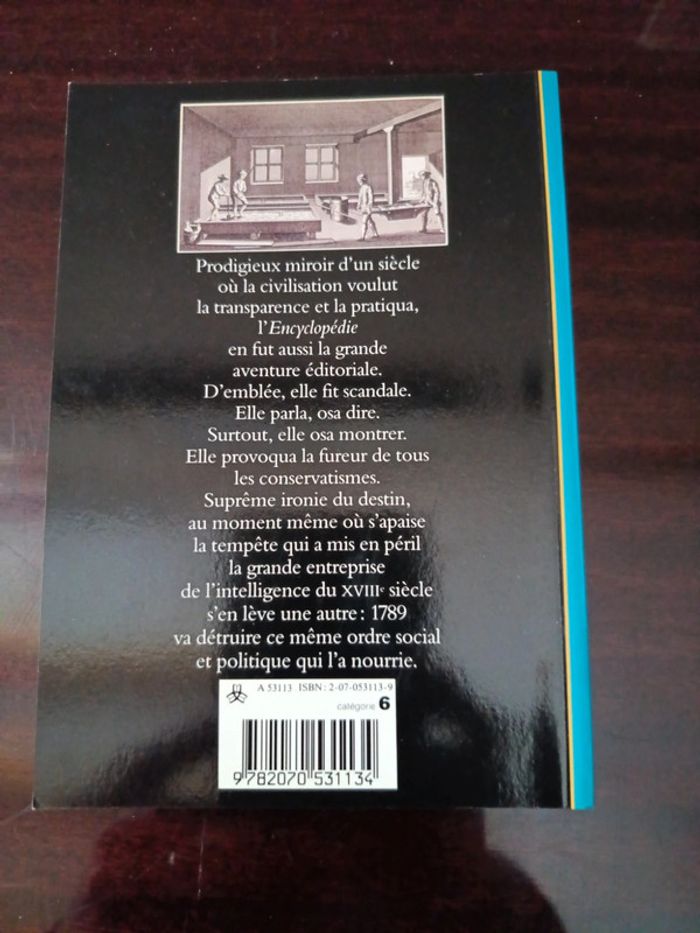 Prodigieux miroir d'un siècle
où la civilisation voulut
la transparence et la pratiqua,
l'Encyclopédie
en fut aussi la grande
aventure éditoriale.
D'emblée, elle fit scandale.
Elle parla, osa dire.
Surtout, elle osa montrer.
Elle provoqua la fureur de tous
les conservatismes.
Suprême ironie du destin,
au moment même où s'apaise
la tempête qui a mis en péril
la grande entreprise
de l'intelligence du XVIIIe siècle
s'en lève une autre : 1789
va détruire ce même ordre social
et politique qui l'a nourrie.
A 53113 ISBN : 2-07-053113-9
catégorie 6
9782070531134